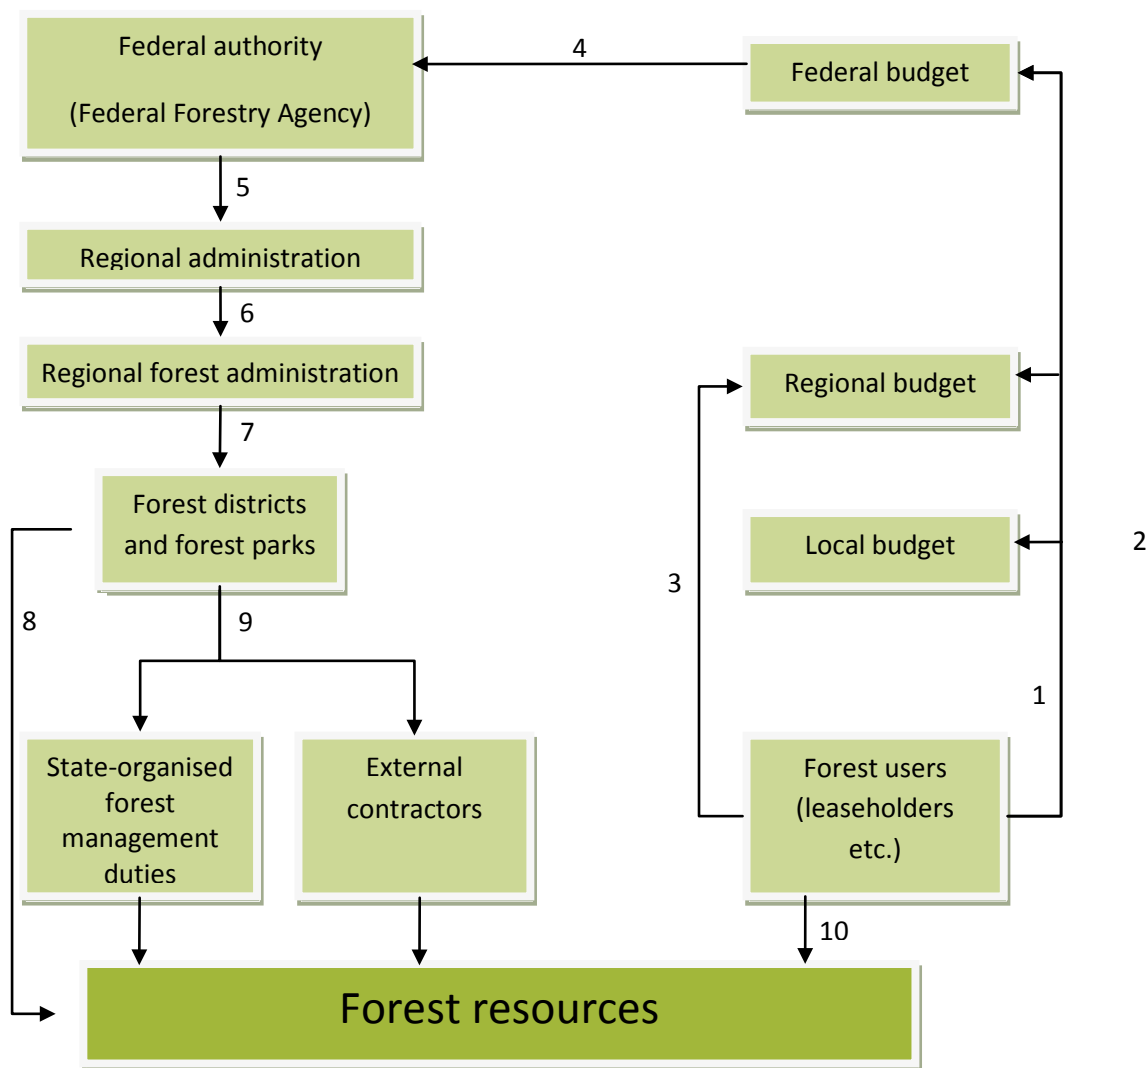 Federal authority
(Federal Forestry Agency)
4
Federal budget
5
Regional administration
6
Regional forest administration
Regional budget
7
Forest districts
and forest parks
Local budget
2
3
8
9
1
State-organised
forest
management
duties
External
contractors
Forest users
(leaseholders
etc.)
10
Forest resources